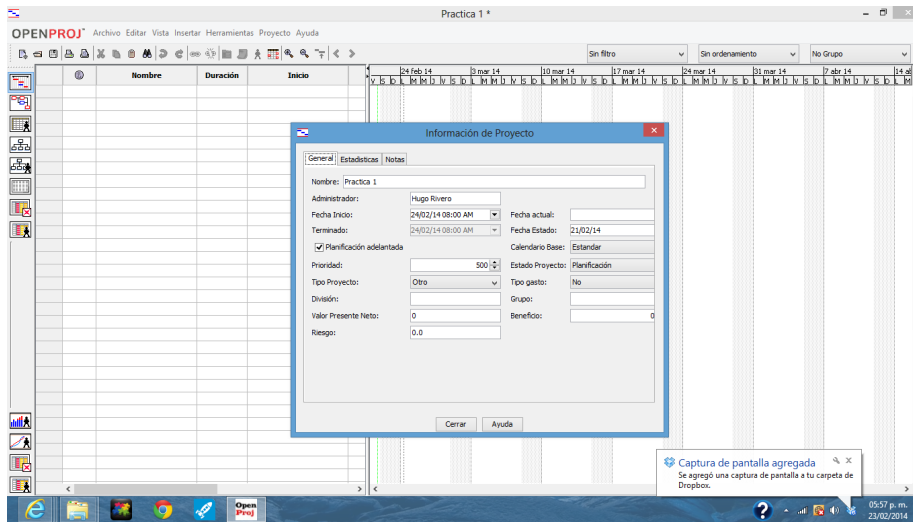 Practica 1 *
OPENPROJ Archivo Editar Vista Insertar Herramientas Proyecto Ayuda
Sin filtro Sin ordenamiento No Grupo
Nombre Duración Inicio
24 feb 14 3 mar 14 10 mar 14 17 mar 14 24 mar 14 31 mar 14 7 abr 14 14 ab
V S D L M M J V S D L M M J V S D L M M J V S D L M M J V S D L M M J V S D L M M J V S D L M M J V S D L M
Información de Proyecto
General Estadisticas Notas
Nombre: Practica 1
Administrador: Hugo Rivero
Fecha Inicio: 24/02/14 08:00 AM Fecha actual:
Terminado: 24/02/14 08:00 AM Fecha Estado: 21/02/14
Planificación adelantada Calendario Base: Estandar
Prioridad: 500 Estado Proyecto: Planificación
Tipo Proyecto: Otro Tipo gasto: No
División: Grupo:
Valor Presente Neto: 0 Beneficio: 0
Riesgo: 0.0
Cerrar Ayuda
Captura de pantalla agregada
Se agregó una captura de pantalla a tu carpeta de
Dropbox.
Open
Proj
05:57 p. m.
23/02/2014